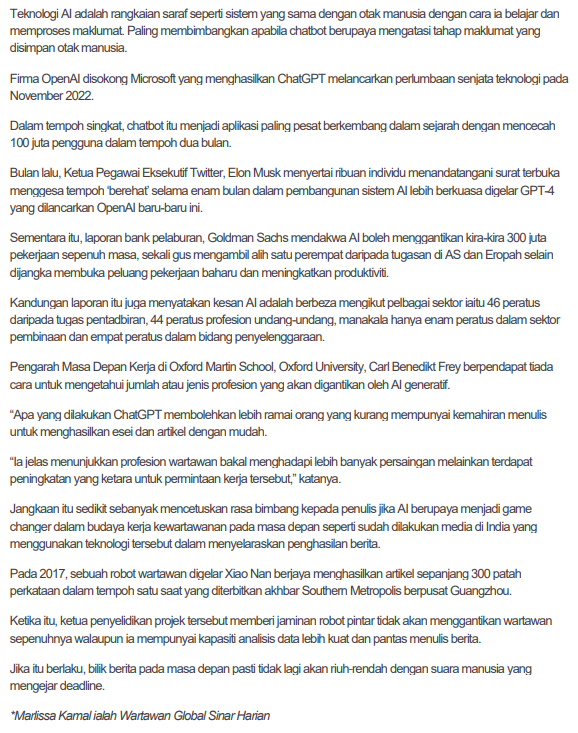 Teknologi AI adalah rangkaian saraf seperti sistem yang sama dengan otak manusia dengan cara ia belajar dan
memproses maklumat. Paling membimbangkan apabila chatbot berupaya mengatasi tahap maklumat yang
disimpan otak manusia.
Firma OpenAI disokong Microsoft yang menghasilkan ChatGPT melancarkan perlumbaan senjata teknologi pada
November 2022.
Dalam tempoh singkat, chatbot itu menjadi aplikasi paling pesat berkembang dalam sejarah dengan mencecah
100 juta pengguna dalam tempoh dua bulan.
Bulan lalu, Ketua Pegawai Eksekutif Twitter, Elon Musk menyertai ribuan individu menandatangani surat terbuka
menggesa tempoh ‘berehat’ selama enam bulan dalam pembangunan sistem AI lebih berkuasa digelar GPT-4
yang dilancarkan OpenAI baru-baru ini.
Sementara itu, laporan bank pelaburan, Goldman Sachs mendakwa AI boleh menggantikan kira-kira 300 juta
pekerjaan sepenuh masa, sekali gus mengambil alih satu perempat daripada tugasan di AS dan Eropah selain
dijangka membuka peluang pekerjaan baharu dan meningkatkan produktiviti.
Kandungan laporan itu juga menyatakan kesan AI adalah berbeza mengikut pelbagai sektor iaitu 46 peratus
daripada tugas pentadbiran, 44 peratus profesion undang-undang, manakala hanya enam peratus dalam sektor
pembinaan dan empat peratus dalam bidang penyelenggaraan.
Pengarah Masa Depan Kerja di Oxford Martin School, Oxford University, Carl Benedikt Frey berpendapat tiada
cara untuk mengetahui jumlah atau jenis profesion yang akan digantikan oleh AI generatif.
“Apa yang dilakukan ChatGPT membolehkan lebih ramai orang yang kurang mempunyai kemahiran menulis
untuk menghasilkan esei dan artikel dengan mudah.
“Ia jelas menunjukkan profesion wartawan bakal menghadapi lebih banyak persaingan melainkan terdapat
peningkatan yang ketara untuk permintaan kerja tersebut,” katanya.
Jangkaan itu sedikit sebanyak mencetuskan rasa bimbang kepada penulis jika AI berupaya menjadi game
changer dalam budaya kerja kewartawanan pada masa depan seperti sudah dilakukan media di India yang
menggunakan teknologi tersebut dalam menyelaraskan penghasilan berita.
Pada 2017, sebuah robot wartawan digelar Xiao Nan berjaya menghasilkan artikel sepanjang 300 patah
perkataan dalam tempoh satu saat yang diterbitkan akhbar Southern Metropolis berpusat Guangzhou.
Ketika itu, ketua penyelidikan projek tersebut memberi jaminan robot pintar tidak akan menggantikan wartawan
sepenuhnya walaupun ia mempunyai kapasiti analisis data lebih kuat dan pantas menulis berita.
Jika itu berlaku, bilik berita pada masa depan pasti tidak lagi akan riuh-rendah dengan suara manusia yang
mengejar deadline.
*Marlissa Kamal ialah Wartawan Global Sinar Harian